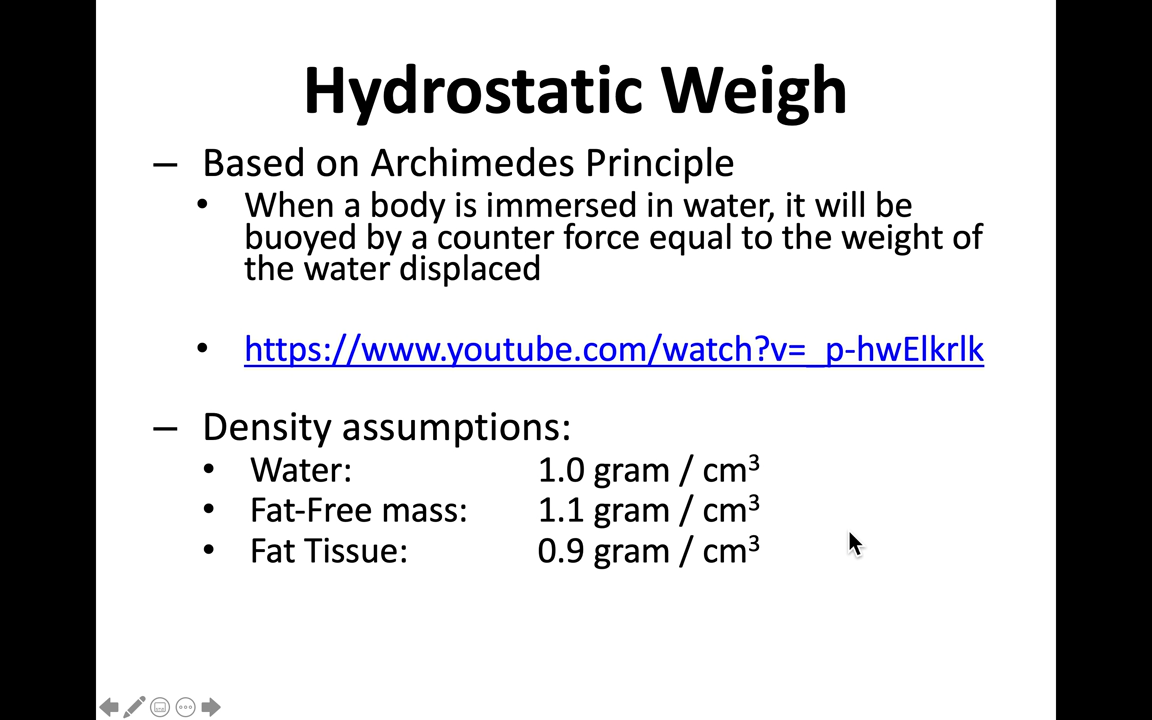 Hydrostatic Weigh
– Based on Archimedes Principle
• When a body is immersed in water, it will be
buoyed by a counter force equal to the weight of
the water displaced
• https://www.youtube.com/watch?v=_p-hwElkrlk
– Density assumptions:
• Water: 1.0 gram / cm³
• Fat-Free mass: 1.1 gram / cm³
• Fat Tissue: 0.9 gram / cm³